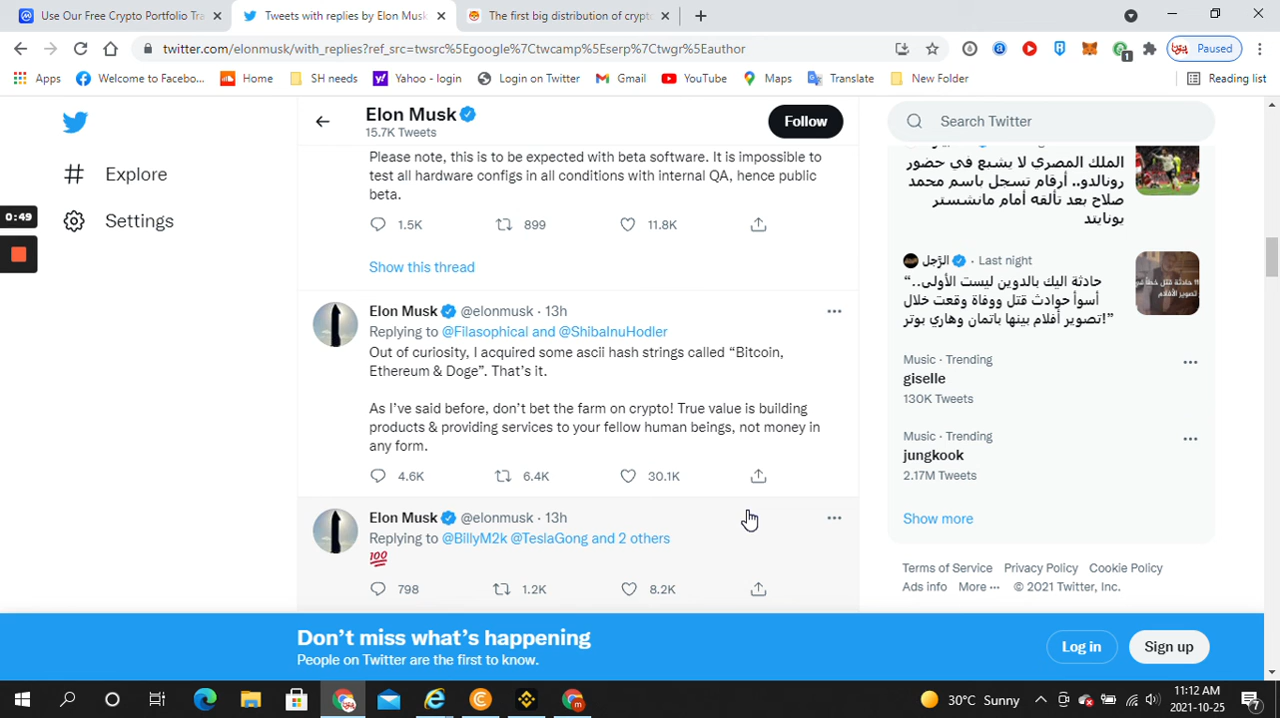 Use Our Free Crypto Portfolio Tra
Tweets with replies by Elon Musk
The first big distribution of crypto
twitter.com/elonmusk/with_replies?ref_src=twsrc%5Egoogle%7Ctwcamp%5Eserp%7Ctwgr%5Eauthor
1
Paused
Apps
Welcome to Facebo...
Home
SH needs
Yahoo - login
Login on Twitter
Gmail
YouTube
Maps
Translate
New Folder
Reading list
Explore
Settings
0:49
Elon Musk
15.7K Tweets
Follow
Please note, this is to be expected with beta software. It is impossible to
test all hardware configs in all conditions with internal QA, hence public
beta.
1.5K 899 11.8K
Show this thread
Elon Musk @elonmusk · 13h
Replying to @Filasophical and @ShibaInuHodler
Out of curiosity, I acquired some ascii hash strings called “Bitcoin,
Ethereum & Doge”. That’s it.
As I’ve said before, don’t bet the farm on crypto! True value is building
products & providing services to your fellow human beings, not money in
any form.
4.6K 6.4K 30.1K
Elon Musk @elonmusk · 13h
Replying to @BillyM2k @TeslaGong and 2 others
100
798 1.2K 8.2K
Search Twitter
الملك المصري لا يشبع في حضور
رونالدو.. أرقام تسجل باسم محمد
صلاح بعد تألقه أمام مانشستر
يونايتد
الرَّجل · Last night
“حادثة اليك بالدوين ليست الأولى..
أسوأ حوادث قتل ووفاة وقعت خلال
تصوير أفلام بينها باتمان وهاري بوتر!”
Music · Trending
giselle
130K Tweets
Music · Trending
jungkook
2.17M Tweets
Show more
Terms of Service Privacy Policy Cookie Policy
Ads info More ··· © 2021 Twitter, Inc.
Don’t miss what’s happening
People on Twitter are the first to know.
Log in
Sign up
30°C Sunny
11:12 AM
2021-10-25
7